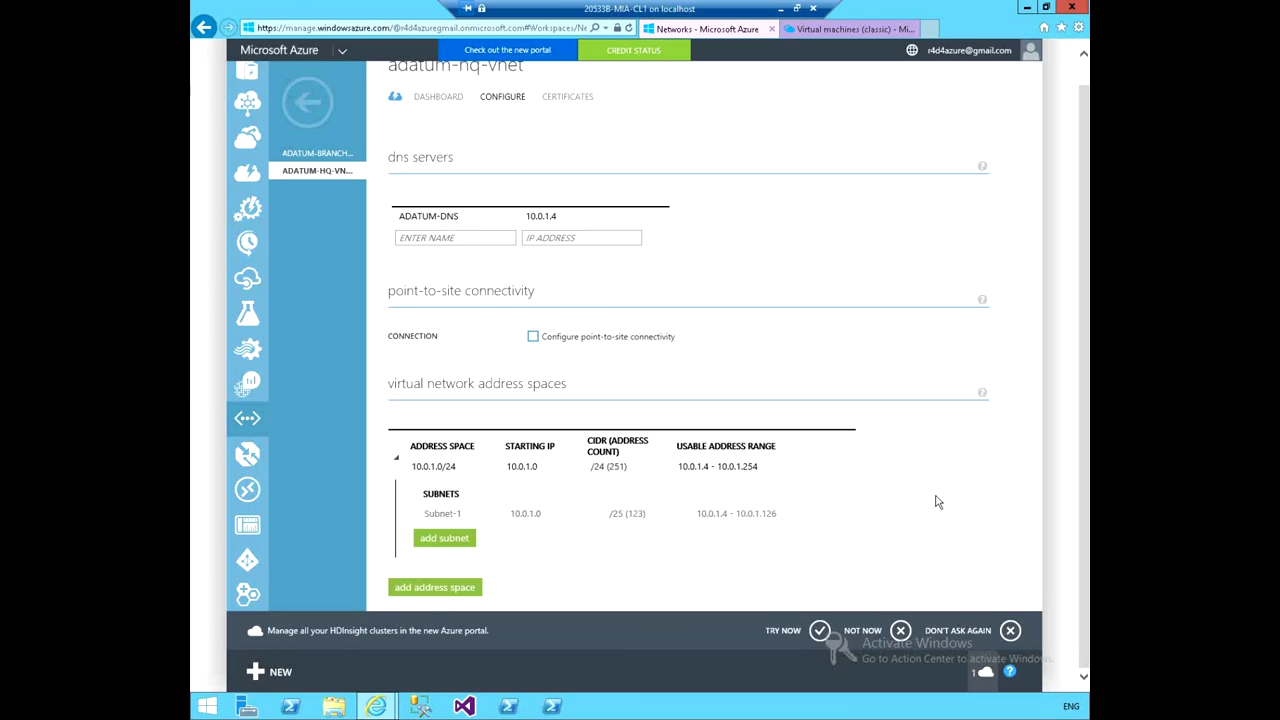 20533B-MIA-CL1 on localhost
https://manage.windowsazure.com/@r4d4azuregmail.onmicrosoft.com#Workspaces/Ne
Networks - Microsoft Azure
Virtual machines (classic) - Mi...
Microsoft Azure
Check out the new portal
CREDIT STATUS
r4d4azure@gmail.com
adatum-hq-vnet
DASHBOARD
CONFIGURE
CERTIFICATES
ADATUM-BRANCH...
ADATUM-HQ-VN...
dns servers
ADATUM-DNS 10.0.1.4
ENTER NAME IP ADDRESS
point-to-site connectivity
CONNECTION
Configure point-to-site connectivity
virtual network address spaces
ADDRESS SPACE STARTING IP CIDR (ADDRESS COUNT) USABLE ADDRESS RANGE
10.0.1.0/24 10.0.1.0 /24 (251) 10.0.1.4 - 10.0.1.254
SUBNETS
Subnet-1 10.0.1.0 /25 (123) 10.0.1.4 - 10.0.1.126
add subnet
add address space
Manage all your HDInsight clusters in the new Azure portal.
TRY NOW
NOT NOW
DON'T ASK AGAIN
Activate Windows
Go to Action Center to activate Windows.
NEW
1
ENG